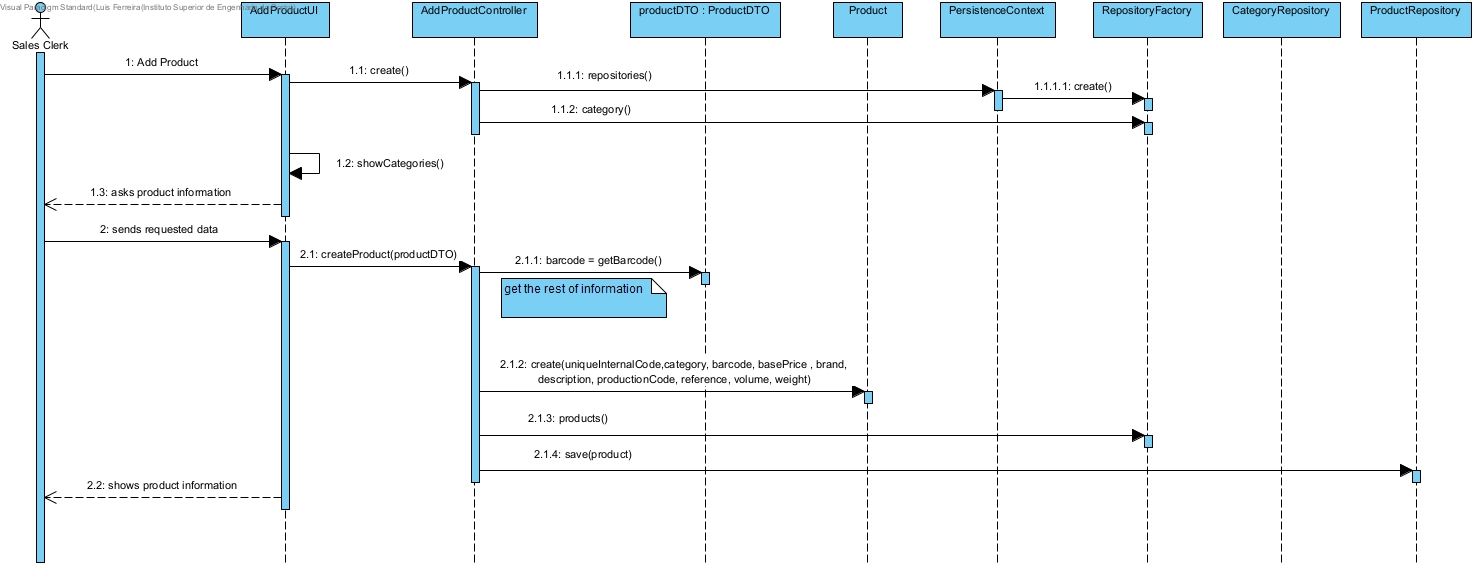 Visual Paradigm Standard(Luis Ferreira(Instituto Superior de Engenharia
AddProductUI
AddProductController
productDTO : ProductDTO
Product
PersistenceContext
RepositoryFactory
CategoryRepository
ProductRepository
Sales Clerk
1: Add Product
1.1: create()
1.1.1: repositories()
1.1.1.1: create()
1.1.2: category()
1.2: showCategories()
1.3: asks product information
2: sends requested data
2.1: createProduct(productDTO)
2.1.1: barcode = getBarcode()
get the rest of information
2.1.2: create(uniqueInternalCode,category, barcode, basePrice , brand,
description, productionCode, reference, volume, weight)
2.1.3: products()
2.1.4: save(product)
2.2: shows product information